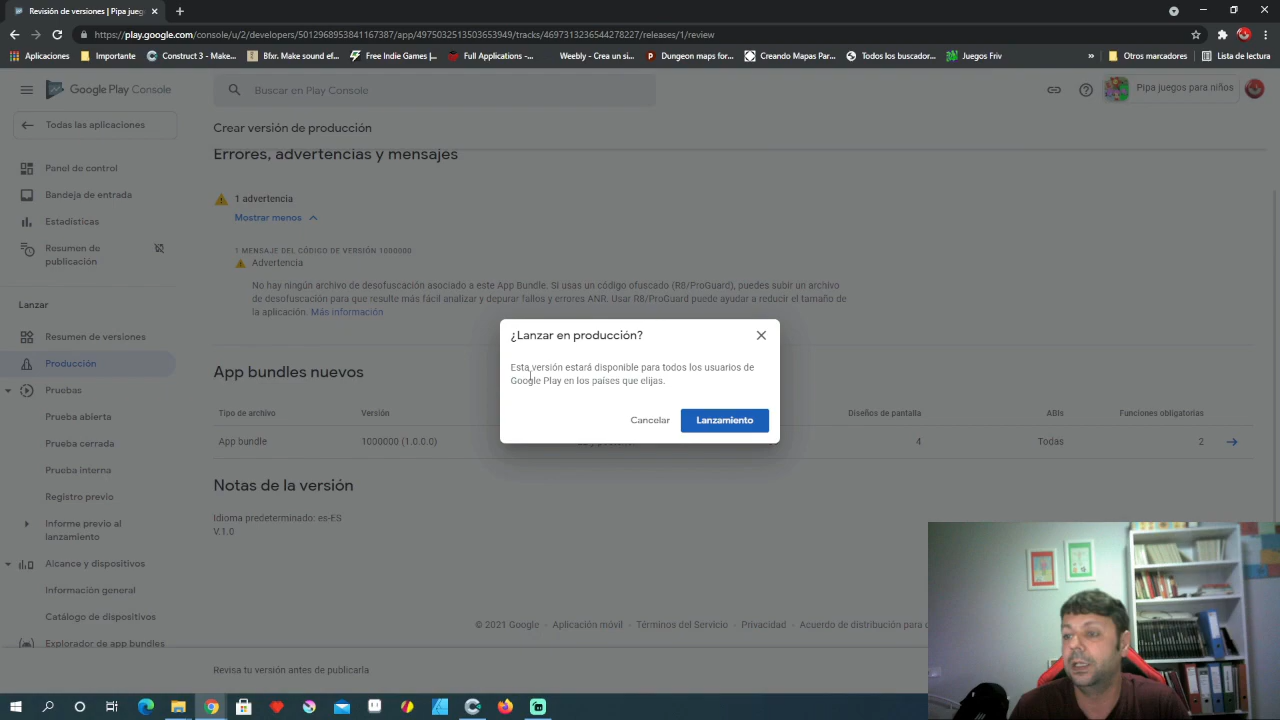 Revisión de versión | Pipa jueg
https://play.google.com/console/u/2/developers/5012968953841167387/app/4975032513503653949/tracks/4697313236544278227/releases/1/review
Aplicaciones
Importante
Construct 3 - Makes...
Bfxr. Make sound e...
Free Indie Games |...
Full Applications -...
Weebly - Crea un si...
Dungeon maps for...
Creando Mapas Par...
Todos los buscador...
Juegos Friv
»
Otros marcadores
Lista de lectura
Google Play Console
Buscar en Play Console
Pipa juegos para niños
Todas las aplicaciones
Crear versión de producción
Errores, advertencias y mensajes
Panel de control
Bandeja de entrada
Estadísticas
Resumen de
publicación
Lanzar
Resumen de versiones
Producción
Pruebas
Prueba abierta
Prueba cerrada
Prueba interna
Registro previo
Informe previo al
lanzamiento
Alcance y dispositivos
Información general
Catálogo de dispositivos
Explorador de app bundles
1 advertencia
Mostrar menos
1 MENSAJE DEL CÓDIGO DE VERSIÓN 1000000
Advertencia
No hay ningún archivo de desofuscación asociado a este App Bundle. Si usas un código ofuscado (R8/ProGuard), puedes subir un archivo
de desofuscación para que resulte más fácil analizar y depurar fallos y errores ANR. Usar R8/ProGuard puede ayudar a reducir el tamaño de
la aplicación. Más información
¿Lanzar en producción?
Esta versión estará disponible para todos los usuarios de
Google Play en los países que elijas.
Cancelar
Lanzamiento
App bundles nuevos
Tipo de archivo
Versión
Diseños de pantalla
ABIs
Funciones obligatorias
App bundle
1000000 (1.0.0.0)
4
Todas
2
Notas de la versión
Idioma predeterminado: es-ES
V.1.0
© 2021 Google · Aplicación móvil · Términos del Servicio · Privacidad · Acuerdo de distribución para
Revisa tu versión antes de publicarla